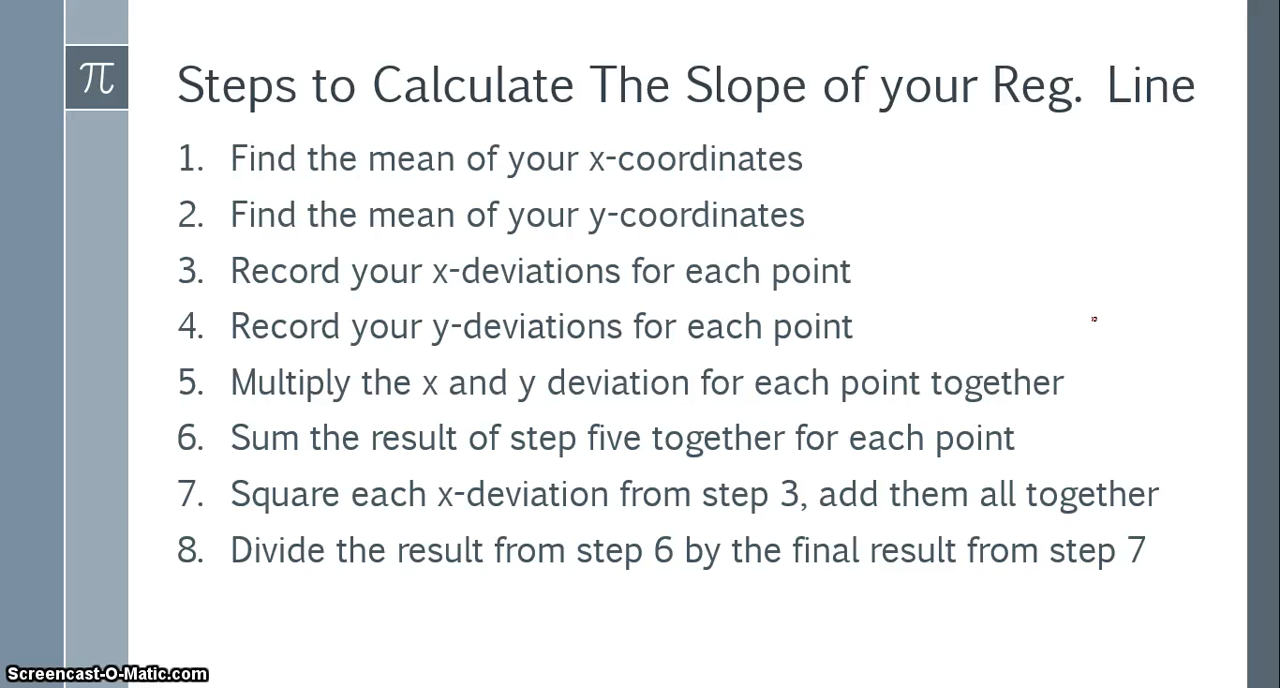 π
Steps to Calculate The Slope of your Reg. Line
1. Find the mean of your x-coordinates
2. Find the mean of your y-coordinates
3. Record your x-deviations for each point
4. Record your y-deviations for each point
5. Multiply the x and y deviation for each point together
6. Sum the result of step five together for each point
7. Square each x-deviation from step 3, add them all together
8. Divide the result from step 6 by the final result from step 7
Screencast-O-Matic.com